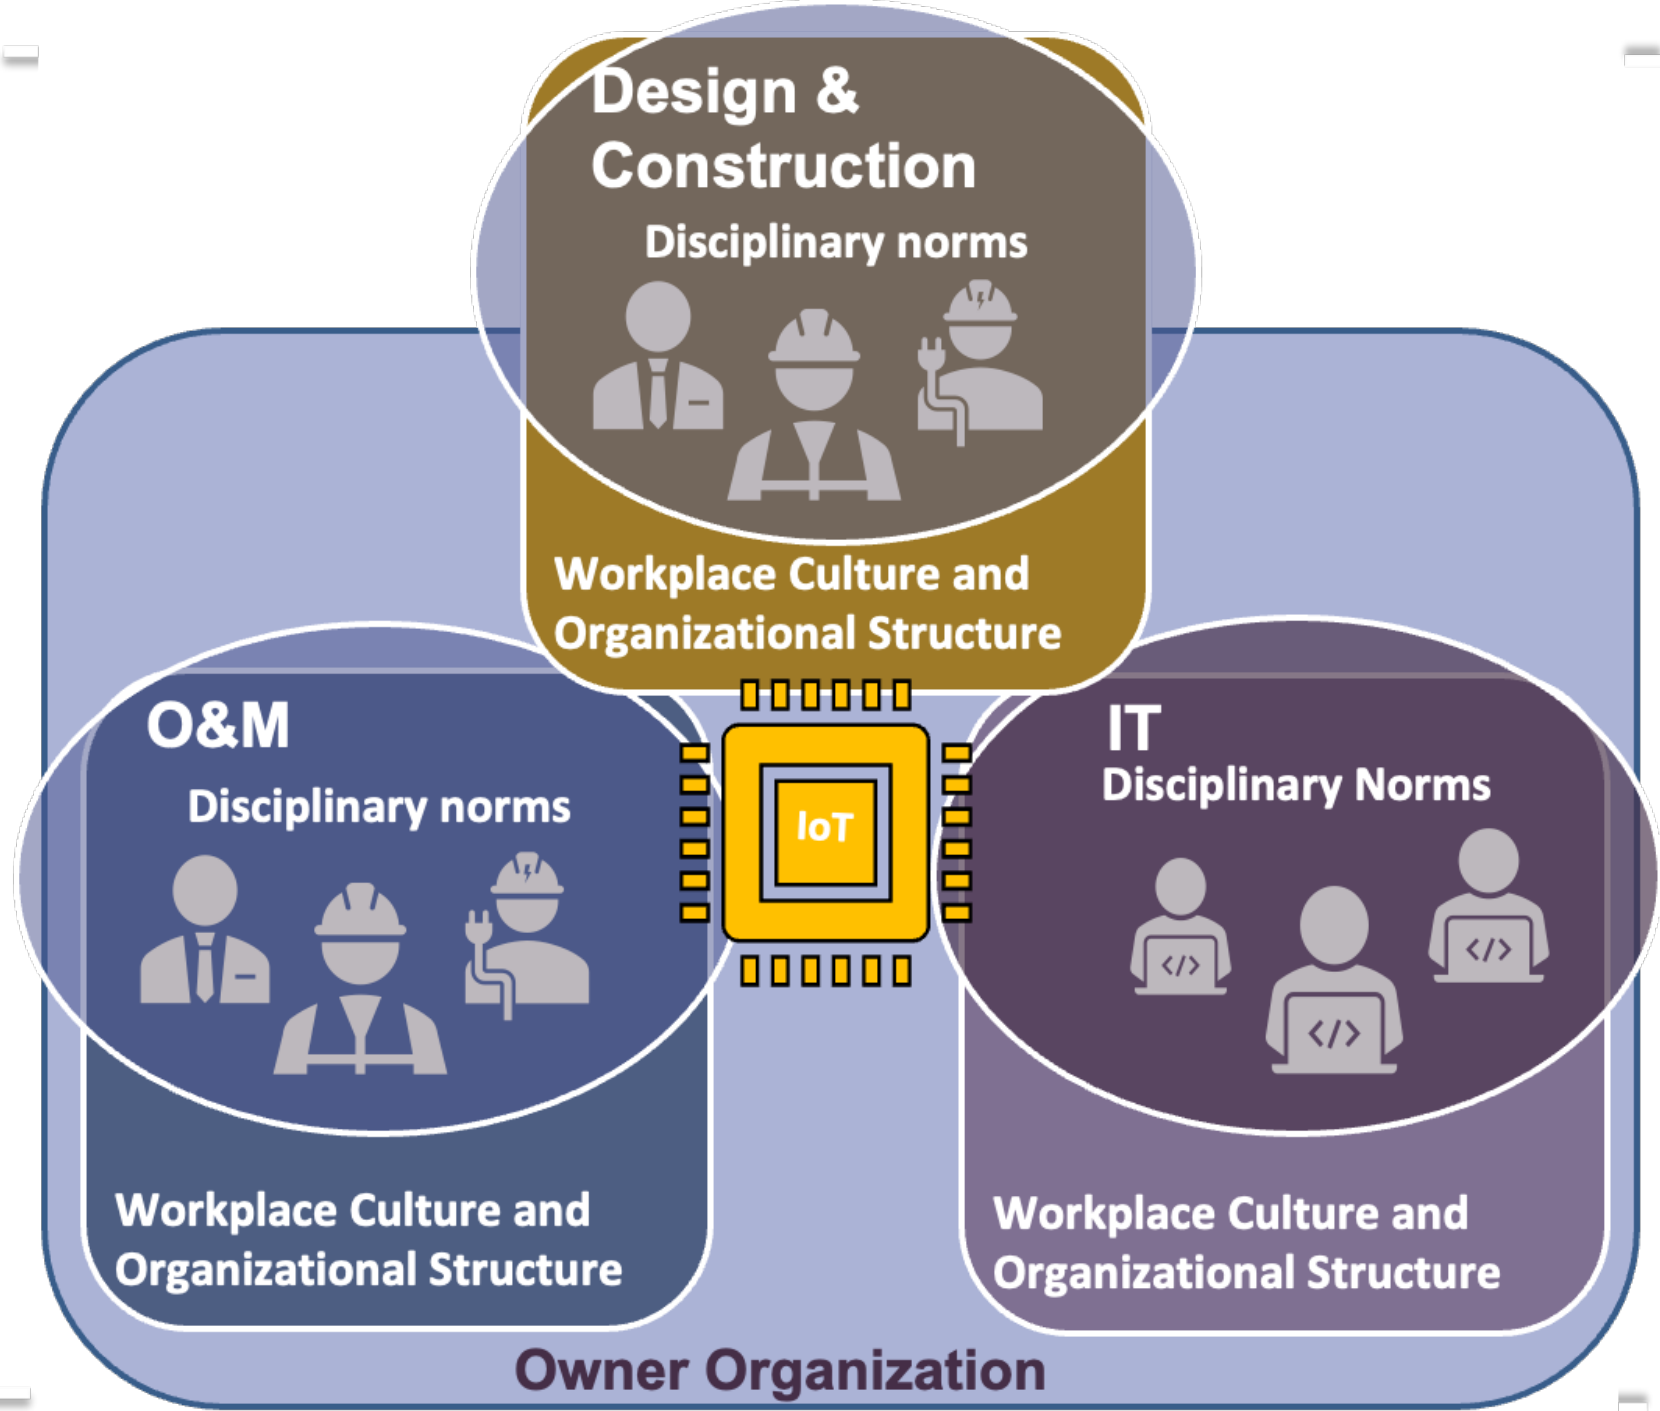 Design &
Construction
Disciplinary norms
Workplace Culture and
Organizational Structure
O&M
Disciplinary norms
Workplace Culture and
Organizational Structure
IoT
IT
Disciplinary Norms
</>
</>
</>
Workplace Culture and
Organizational Structure
Owner Organization